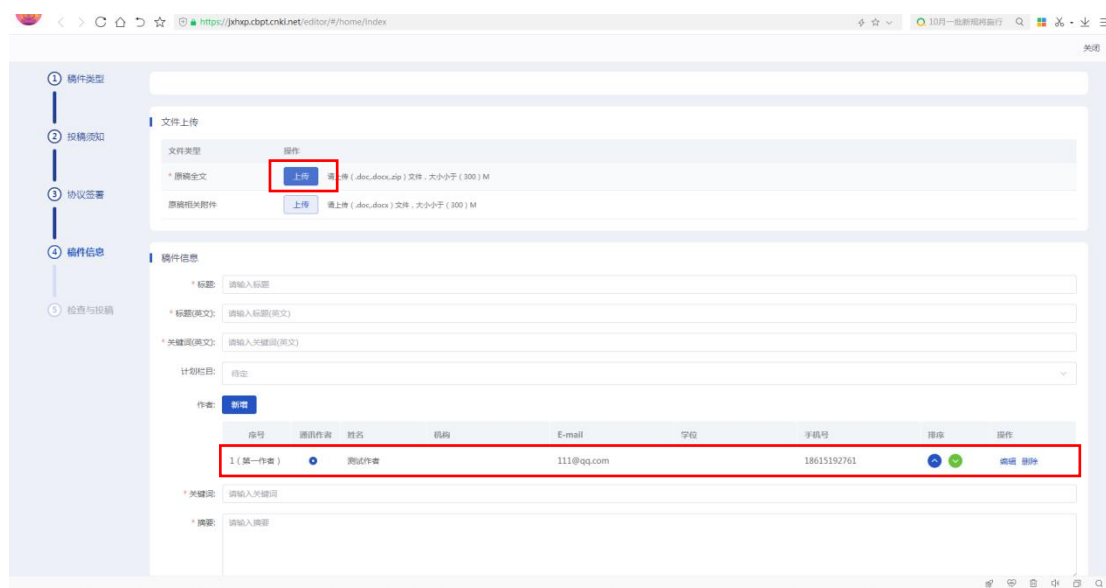 https://jxhxp.cbpt.cnki.net/editor/#/home/index
10月一批新规将施行
关闭
1 稿件类型
2 投稿须知
3 协议签署
4 稿件信息
5 检查与投稿
文件上传
文件类型 操作
* 原稿全文 上传 请上传（.doc,.docx,.zip）文件，大小小于（300）M
原稿相关附件 上传 请上传（.doc,.docx）文件，大小小于（300）M
稿件信息
* 标题: 请输入标题
* 标题(英文): 请输入标题(英文)
* 关键词(英文): 请输入关键词(英文)
计划栏目: 待定
作者: 新增
序号 通讯作者 姓名 机构 E-mail 学位 手机号 排序 操作
1（第一作者） 测试作者 111@qq.com 18615192761 编辑 删除
* 关键词: 请输入关键词
* 摘要: 请输入摘要